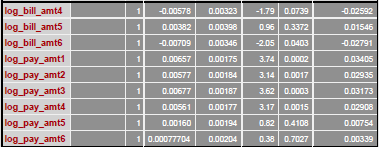 log_bill_amt4 1 -0.00578 0.00323 -1.79 0.0739 -0.02592
log_bill_amt5 1 0.00382 0.00398 0.96 0.3372 0.01546
log_bill_amt6 1 -0.00709 0.00346 -2.05 0.0403 -0.02791
log_pay_amt1 1 0.00657 0.00175 3.74 0.0002 0.03405
log_pay_amt2 1 0.00577 0.00184 3.14 0.0017 0.02935
log_pay_amt3 1 0.00677 0.00187 3.62 0.0003 0.03173
log_pay_amt4 1 0.00561 0.00177 3.17 0.0015 0.02908
log_pay_amt5 1 0.00160 0.00194 0.82 0.4108 0.00754
log_pay_amt6 1 0.00077704 0.00204 0.38 0.7027 0.00339